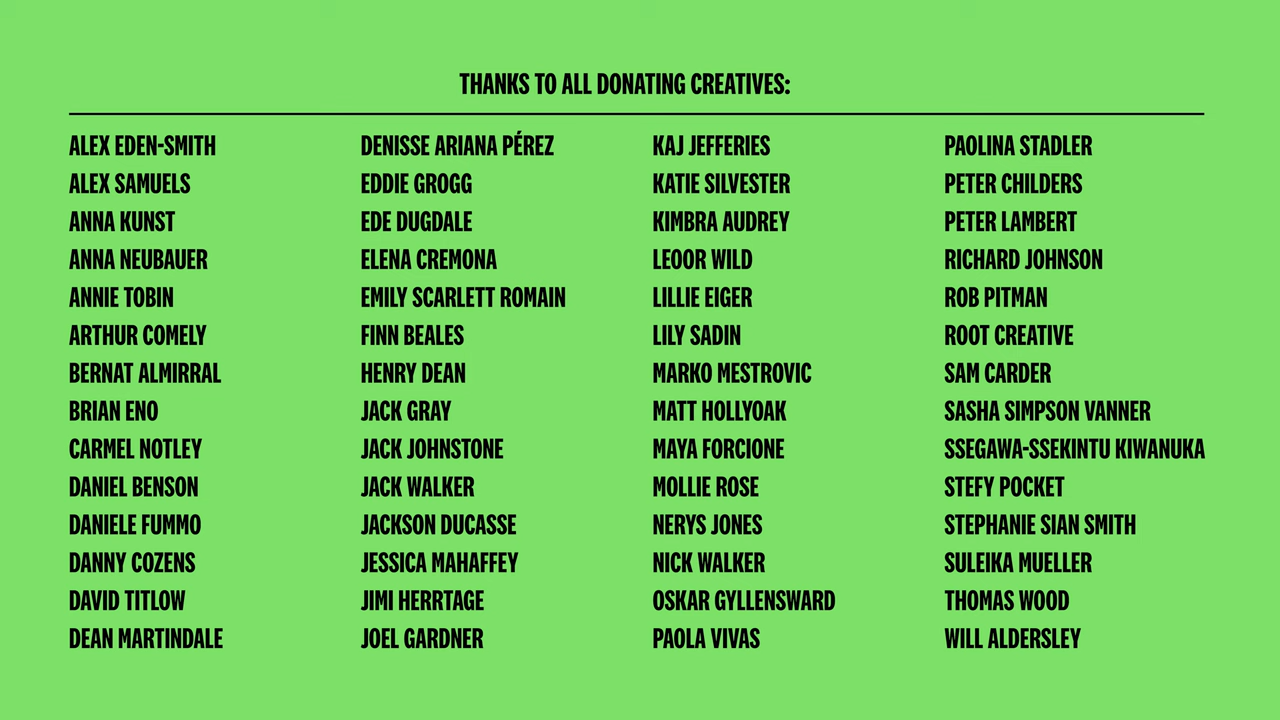 THANKS TO ALL DONATING CREATIVES:
ALEX EDEN-SMITH
ALEX SAMUELS
ANNA KUNST
ANNA NEUBAUER
ANNIE TOBIN
ARTHUR COMELY
BERNAT ALMIRRAL
BRIAN ENO
CARMEL NOTLEY
DANIEL BENSON
DANIELE FUMMO
DANNY COZENS
DAVID TITLOW
DEAN MARTINDALE
DENISSE ARIANA PÉREZ
EDDIE GROGG
EDE DUGDALE
ELENA CREMONA
EMILY SCARLETT ROMAIN
FINN BEALES
HENRY DEAN
JACK GRAY
JACK JOHNSTONE
JACK WALKER
JACKSON DUCASSE
JESSICA MAHAFFEY
JIMI HERRTAGE
JOEL GARDNER
KAJ JEFFERIES
KATIE SILVESTER
KIMBRA AUDREY
LEOOR WILD
LILLIE EIGER
LILY SADIN
MARKO MESTROVIC
MATT HOLLYOAK
MAYA FORCIONE
MOLLIE ROSE
NERYS JONES
NICK WALKER
OSKAR GYLLENSWARD
PAOLA VIVAS
PAOLINA STADLER
PETER CHILDERS
PETER LAMBERT
RICHARD JOHNSON
ROB PITMAN
ROOT CREATIVE
SAM CARDER
SASHA SIMPSON VANNER
SSEGAWA-SSEKINTU KIWANUKA
STEFY POCKET
STEPHANIE SIAN SMITH
SULEIKA MUELLER
THOMAS WOOD
WILL ALDERSLEY